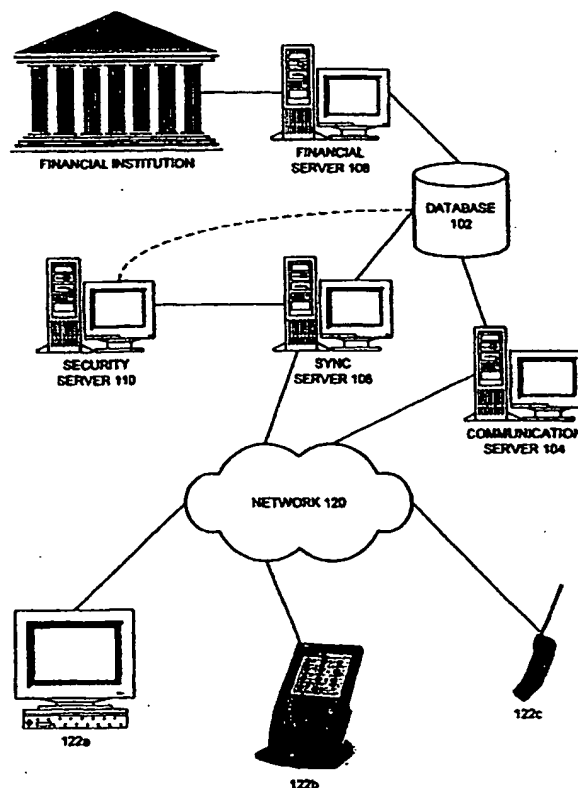 FINANCIAL INSTITUTION
FINANCIAL
SERVER 108
DATABASE
102
SECURITY
SERVER 110
SYNC
SERVER 106
COMMUNICATION
SERVER 104
NETWORK 120
122a
122b
122c